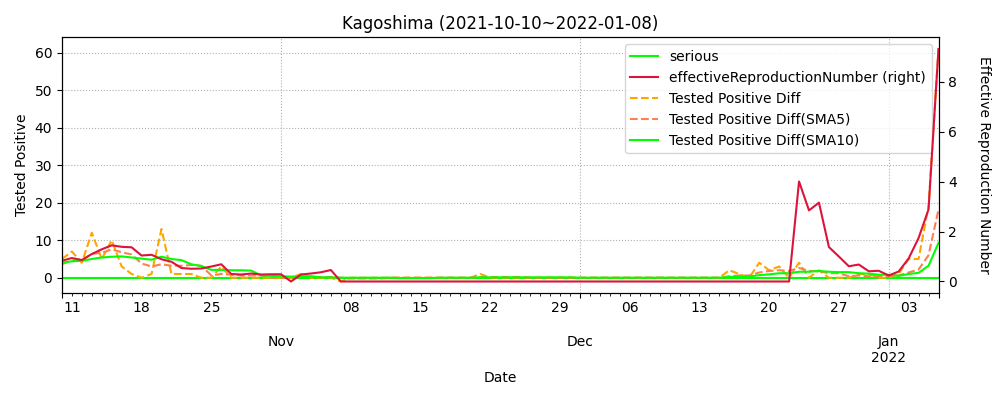 Kagoshima (2021-10-10~2022-01-08)
serious
effectiveReproductionNumber (right)
Tested Positive Diff
Tested Positive Diff(SMA5)
Tested Positive Diff(SMA10)
Tested Positive
60
50
40
30
20
10
0
Effective Reproduction Number
8
6
4
2
0
11 18 25 08 15 22 29 06 13 20 27 03
Nov Dec Jan
2022
Date